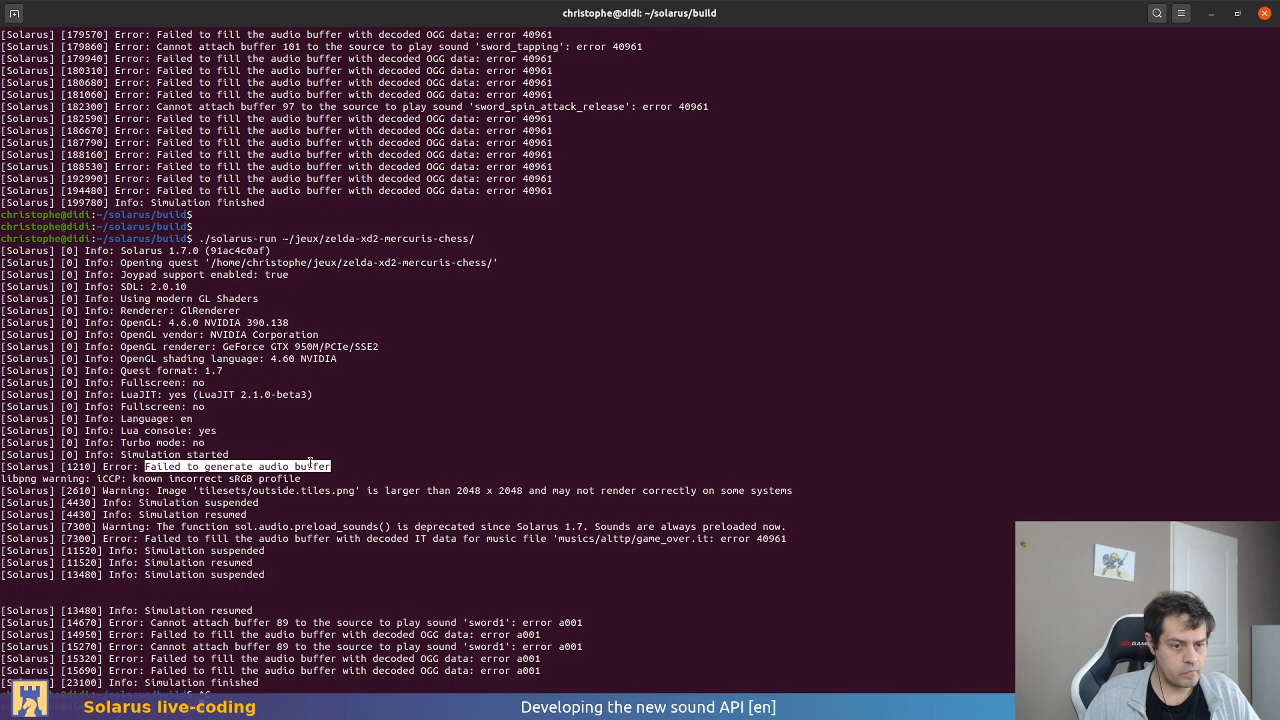 christophe@didi: ~/solarus/build
[Solarus] [179570] Error: Failed to fill the audio buffer with decoded OGG data: error 40961
[Solarus] [179860] Error: Cannot attach buffer 101 to the source to play sound 'sword_tapping': error 40961
[Solarus] [179940] Error: Failed to fill the audio buffer with decoded OGG data: error 40961
[Solarus] [180310] Error: Failed to fill the audio buffer with decoded OGG data: error 40961
[Solarus] [180680] Error: Failed to fill the audio buffer with decoded OGG data: error 40961
[Solarus] [181060] Error: Failed to fill the audio buffer with decoded OGG data: error 40961
[Solarus] [182300] Error: Cannot attach buffer 97 to the source to play sound 'sword_spin_attack_release': error 40961
[Solarus] [182590] Error: Failed to fill the audio buffer with decoded OGG data: error 40961
[Solarus] [186670] Error: Failed to fill the audio buffer with decoded OGG data: error 40961
[Solarus] [187790] Error: Failed to fill the audio buffer with decoded OGG data: error 40961
[Solarus] [188160] Error: Failed to fill the audio buffer with decoded OGG data: error 40961
[Solarus] [188530] Error: Failed to fill the audio buffer with decoded OGG data: error 40961
[Solarus] [192990] Error: Failed to fill the audio buffer with decoded OGG data: error 40961
[Solarus] [194480] Error: Failed to fill the audio buffer with decoded OGG data: error 40961
[Solarus] [199780] Info: Simulation finished
christophe@didi:~/solarus/build$
christophe@didi:~/solarus/build$
christophe@didi:~/solarus/build$ ./solarus-run ~/jeux/zelda-xd2-mercuris-chess/
[Solarus] [0] Info: Solarus 1.7.0 (91ac4c0af)
[Solarus] [0] Info: Opening quest '/home/christophe/jeux/zelda-xd2-mercuris-chess/'
[Solarus] [0] Info: Joypad support enabled: true
[Solarus] [0] Info: SDL: 2.0.10
[Solarus] [0] Info: Using modern GL Shaders
[Solarus] [0] Info: Renderer: GlRenderer
[Solarus] [0] Info: OpenGL: 4.6.0 NVIDIA 390.138
[Solarus] [0] Info: OpenGL vendor: NVIDIA Corporation
[Solarus] [0] Info: OpenGL renderer: GeForce GTX 950M/PCIe/SSE2
[Solarus] [0] Info: OpenGL shading language: 4.60 NVIDIA
[Solarus] [0] Info: Quest format: 1.7
[Solarus] [0] Info: Fullscreen: no
[Solarus] [0] Info: LuaJIT: yes (LuaJIT 2.1.0-beta3)
[Solarus] [0] Info: Fullscreen: no
[Solarus] [0] Info: Language: en
[Solarus] [0] Info: Lua console: yes
[Solarus] [0] Info: Turbo mode: no
[Solarus] [0] Info: Simulation started
[Solarus] [1210] Error: Failed to generate audio buffer
libpng warning: iCCP: known incorrect sRGB profile
[Solarus] [2610] Warning: Image 'tilesets/outside.tiles.png' is larger than 2048 x 2048 and may not render correctly on some systems
[Solarus] [4430] Info: Simulation suspended
[Solarus] [4430] Info: Simulation resumed
[Solarus] [7300] Warning: The function sol.audio.preload_sounds() is deprecated since Solarus 1.7. Sounds are always preloaded now.
[Solarus] [7300] Error: Failed to fill the audio buffer with decoded IT data for music file 'musics/alttp/game_over.it: error 40961
[Solarus] [11520] Info: Simulation suspended
[Solarus] [11520] Info: Simulation resumed
[Solarus] [13480] Info: Simulation suspended
[Solarus] [13480] Info: Simulation resumed
[Solarus] [14670] Error: Cannot attach buffer 89 to the source to play sound 'sword1': error a001
[Solarus] [14950] Error: Failed to fill the audio buffer with decoded OGG data: error a001
[Solarus] [15270] Error: Cannot attach buffer 89 to the source to play sound 'sword1': error a001
[Solarus] [15320] Error: Failed to fill the audio buffer with decoded OGG data: error a001
[Solarus] [15690] Error: Failed to fill the audio buffer with decoded OGG data: error a001
[Solarus] [23100] Info: Simulation finished
Solarus live-coding
Developing the new sound API [en]